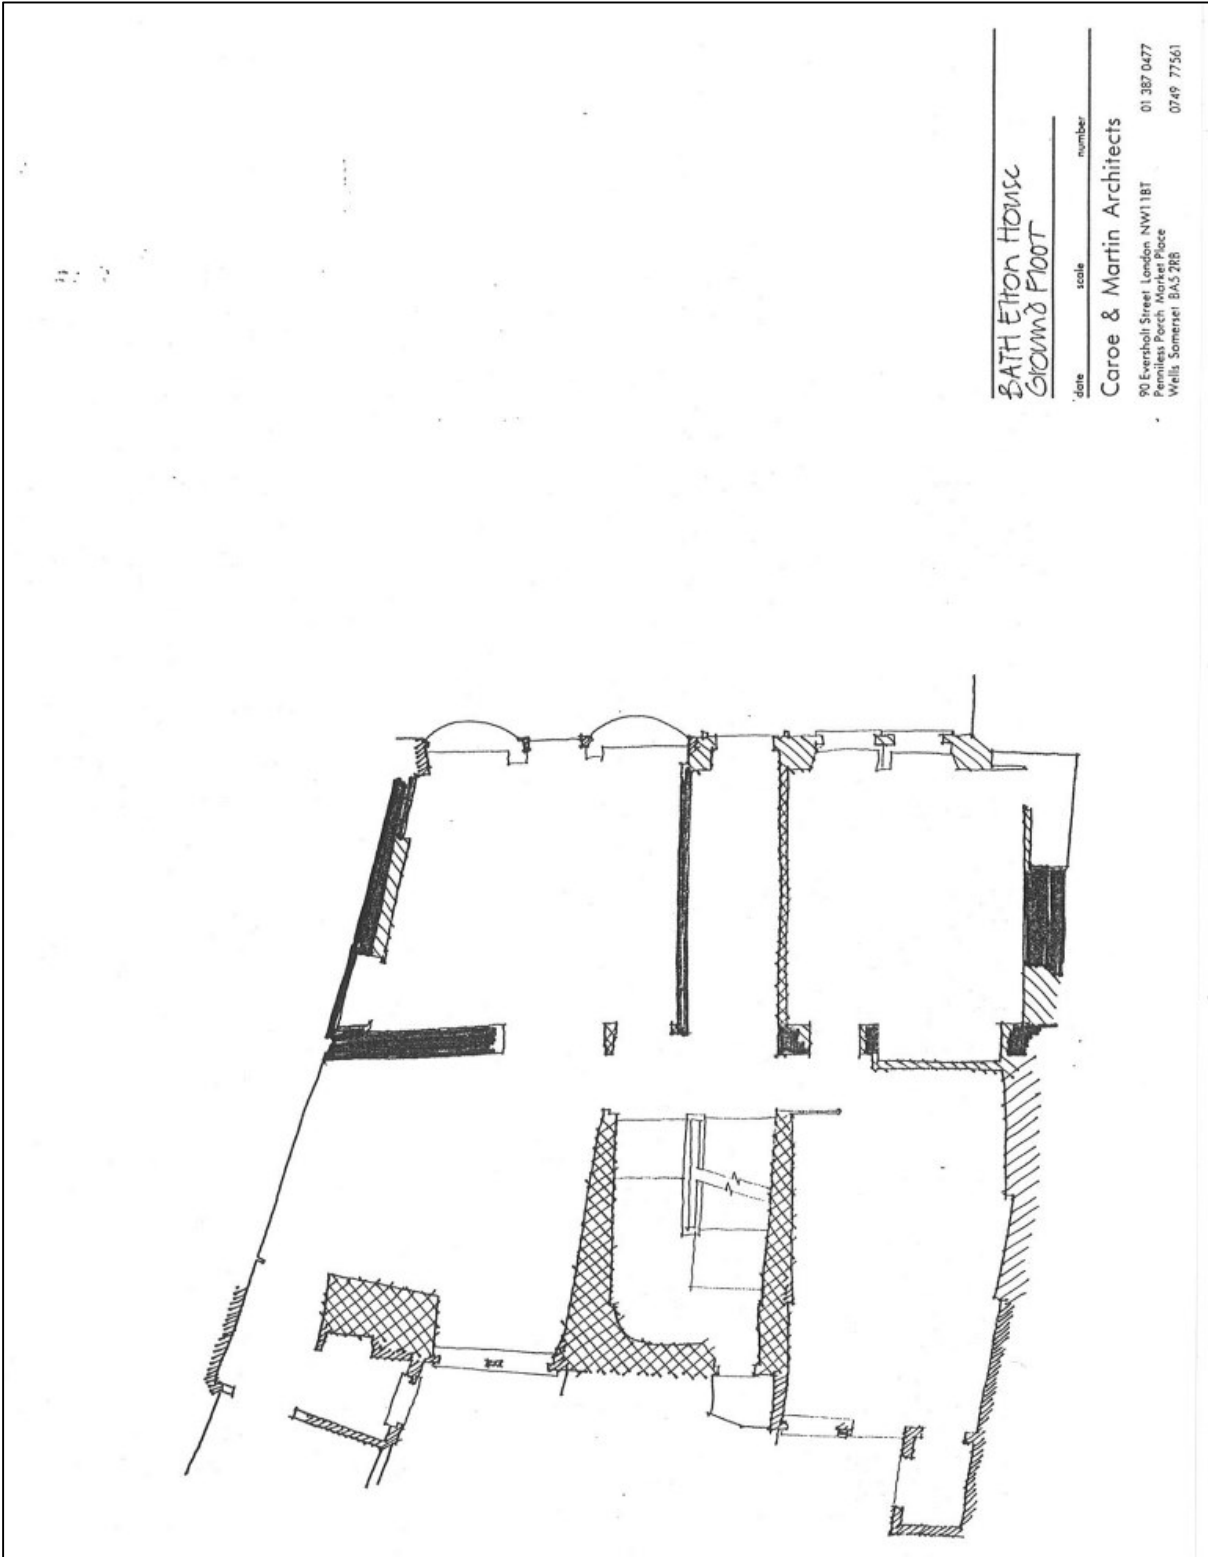 BATH Elton House
Ground Floor
date scale number
Caroe & Martin Architects
90 Eversholt Street London NW1 1BT 01 387 0477
Penniless Porch Market Place
Wells Somerset BA5 2RB 0749 77561